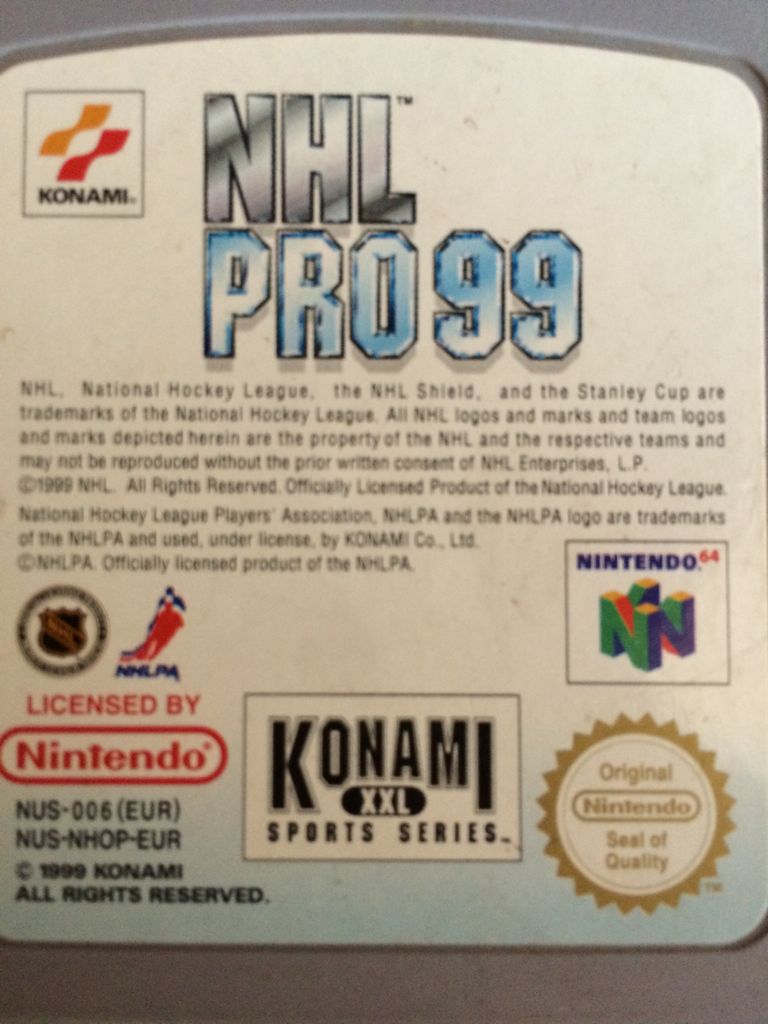 KONAMI
NHL™
PRO 99
NHL, National Hockey League, the NHL Shield, and the Stanley Cup are
trademarks of the National Hockey League. All NHL logos and marks and team logos
and marks depicted herein are the property of the NHL and the respective teams and
may not be reproduced without the prior written consent of NHL Enterprises, L.P.
©1999 NHL. All Rights Reserved. Officially Licensed Product of the National Hockey League.
National Hockey League Players' Association, NHLPA and the NHLPA logo are trademarks
of the NHLPA and used, under license, by KONAMI Co., Ltd.
©NHLPA. Officially licensed product of the NHLPA.
NINTENDO 64
NHL
NHLPA
LICENSED BY
Nintendo®
NUS-006 (EUR)
NUS-NHOP-EUR
© 1999 KONAMI
ALL RIGHTS RESERVED.
KONAMI
XXL
SPORTS SERIES™
Original
Nintendo
Seal of
Quality
TM